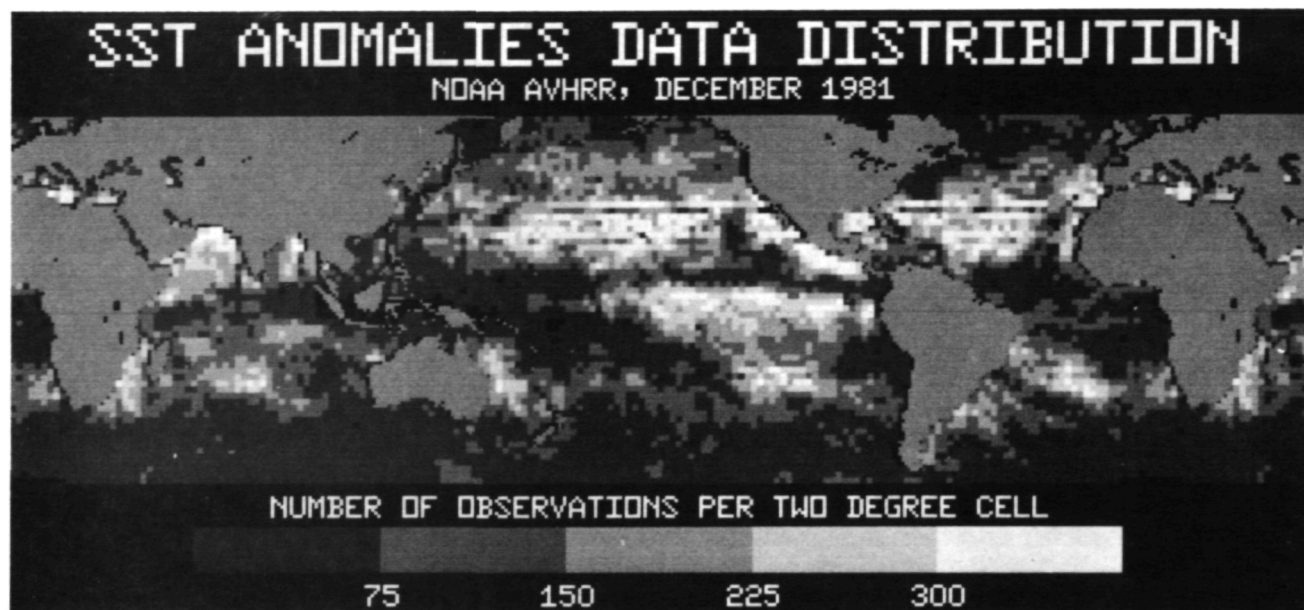 SST ANOMALIES DATA DISTRIBUTION
NOAA AVHRR, DECEMBER 1981
NUMBER OF OBSERVATIONS PER TWO DEGREE CELL
75 150 225 300